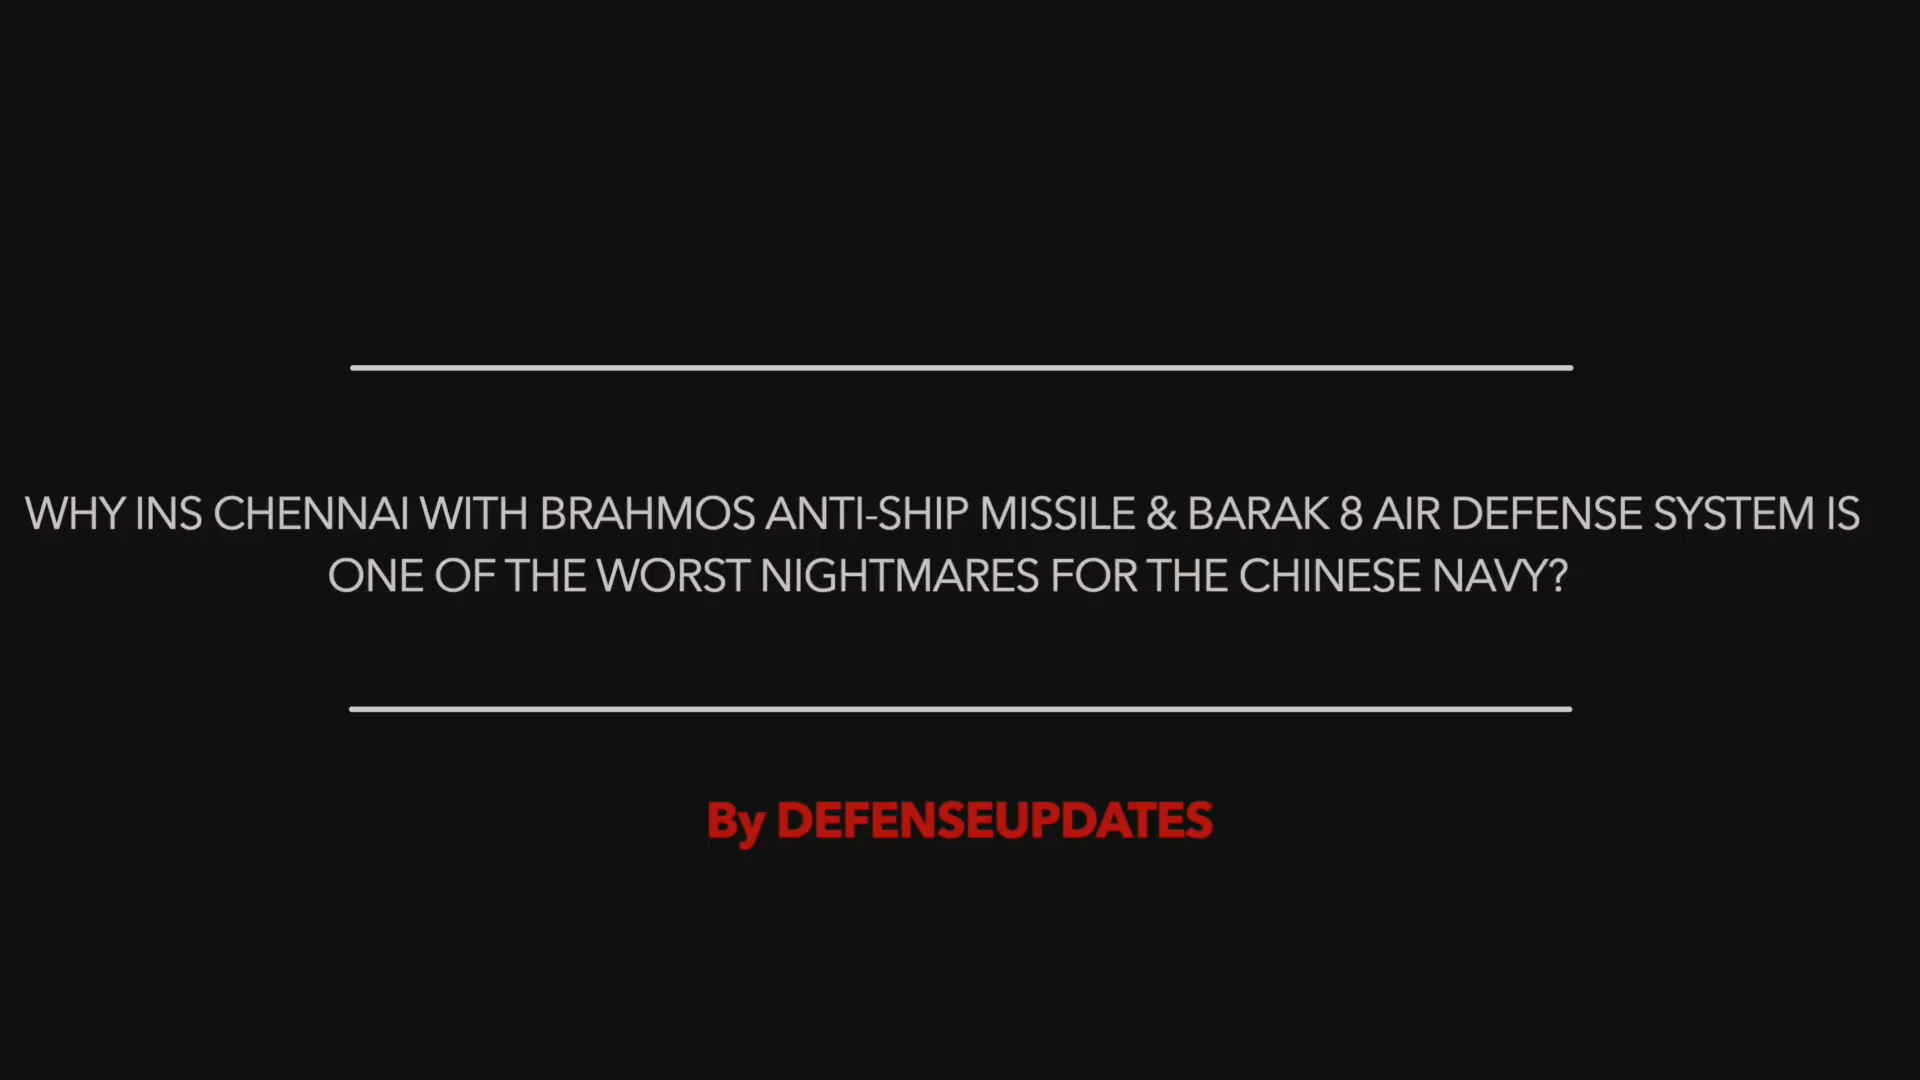 WHY INS CHENNAI WITH BRAHMOS ANTI-SHIP MISSILE & BARAK 8 AIR DEFENSE SYSTEM IS
ONE OF THE WORST NIGHTMARES FOR THE CHINESE NAVY?
By DEFENSEUPDATES